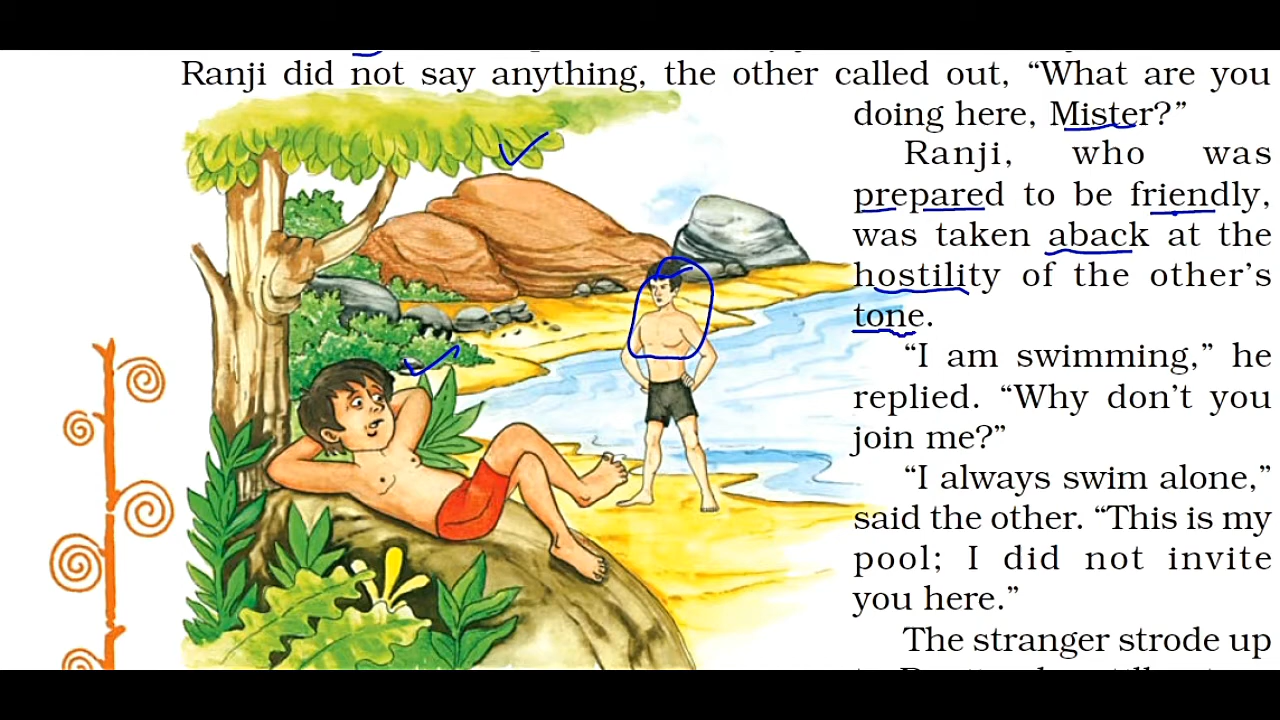 Ranji did not say anything, the other called out, “What are you
doing here, Mister?”
Ranji, who was
prepared to be friendly,
was taken aback at the
hostility of the other’s
tone.
“I am swimming,” he
replied. “Why don’t you
join me?”
“I always swim alone,”
said the other. “This is my
pool; I did not invite
you here.”
The stranger strode up